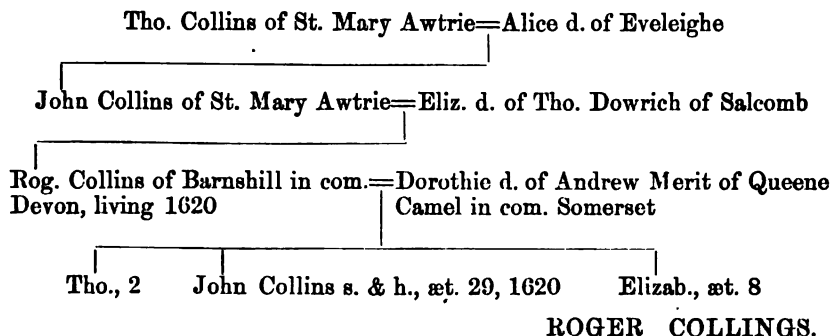 Tho. Collins of St. Mary Awtrie=Alice d. of Eveleighe
John Collins of St. Mary Awtrie=Eliz. d. of Tho. Dowrich of Salcomb
Rog. Collins of Barnshill in com.=Dorothie d. of Andrew Merit of Queene
Devon, living 1620 Camel in com. Somerset
Tho., 2 John Collins s. & h., æt. 29, 1620 Elizab., æt. 8
ROGER COLLINGS.